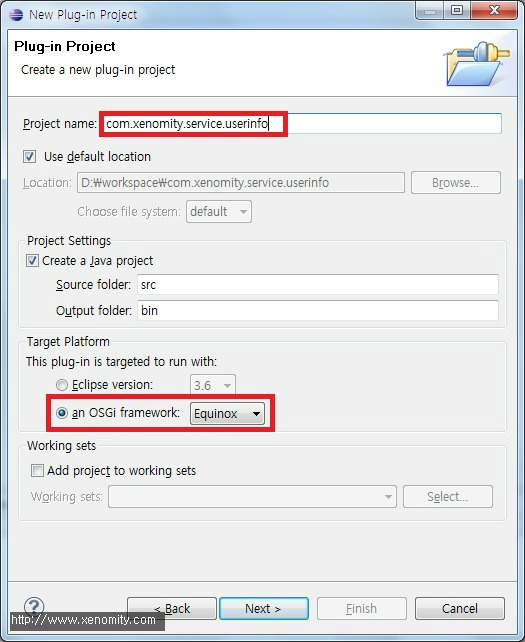 New Plug-in Project
Plug-in Project
Create a new plug-in project
Project name: com.xenomity.service.userinfo
Use default location
Location: D:₩workspace₩com.xenomity.service.userinfo Browse...
Choose file system: default
Project Settings
Create a Java project
Source folder: src
Output folder: bin
Target Platform
This plug-in is targeted to run with:
Eclipse version: 3.6
an OSGi framework: Equinox
Working sets
Add project to working sets
Working sets: Select...
? < Back Next > Finish Cancel
http://www.xenomity.com